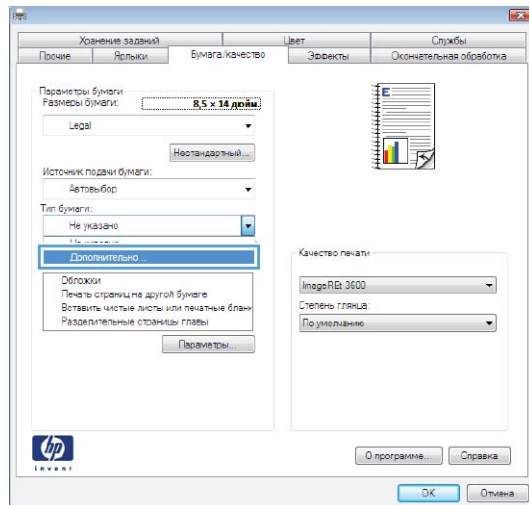 Хранение заданий
Цвет
Службы
Прочие
Ярлыки
Бумага/качество
Эффекты
Окончательная обработка
Параметры бумаги
Размеры бумаги:
8,5 × 14 дюйм.
Legal
Нестандартный...
Источник подачи бумаги:
Автовыбор
Тип бумаги:
Не указано
Дополнительно...
Обложки
Печать страниц на другой бумаге
Вставить чистые листы или печатные бланк
Разделительные страницы главы
Параметры...
E
Качество печати
ImageREt 3600
Степень глянца:
По умолчанию
hp
invent
О программе...
Справка
OK
Отмена